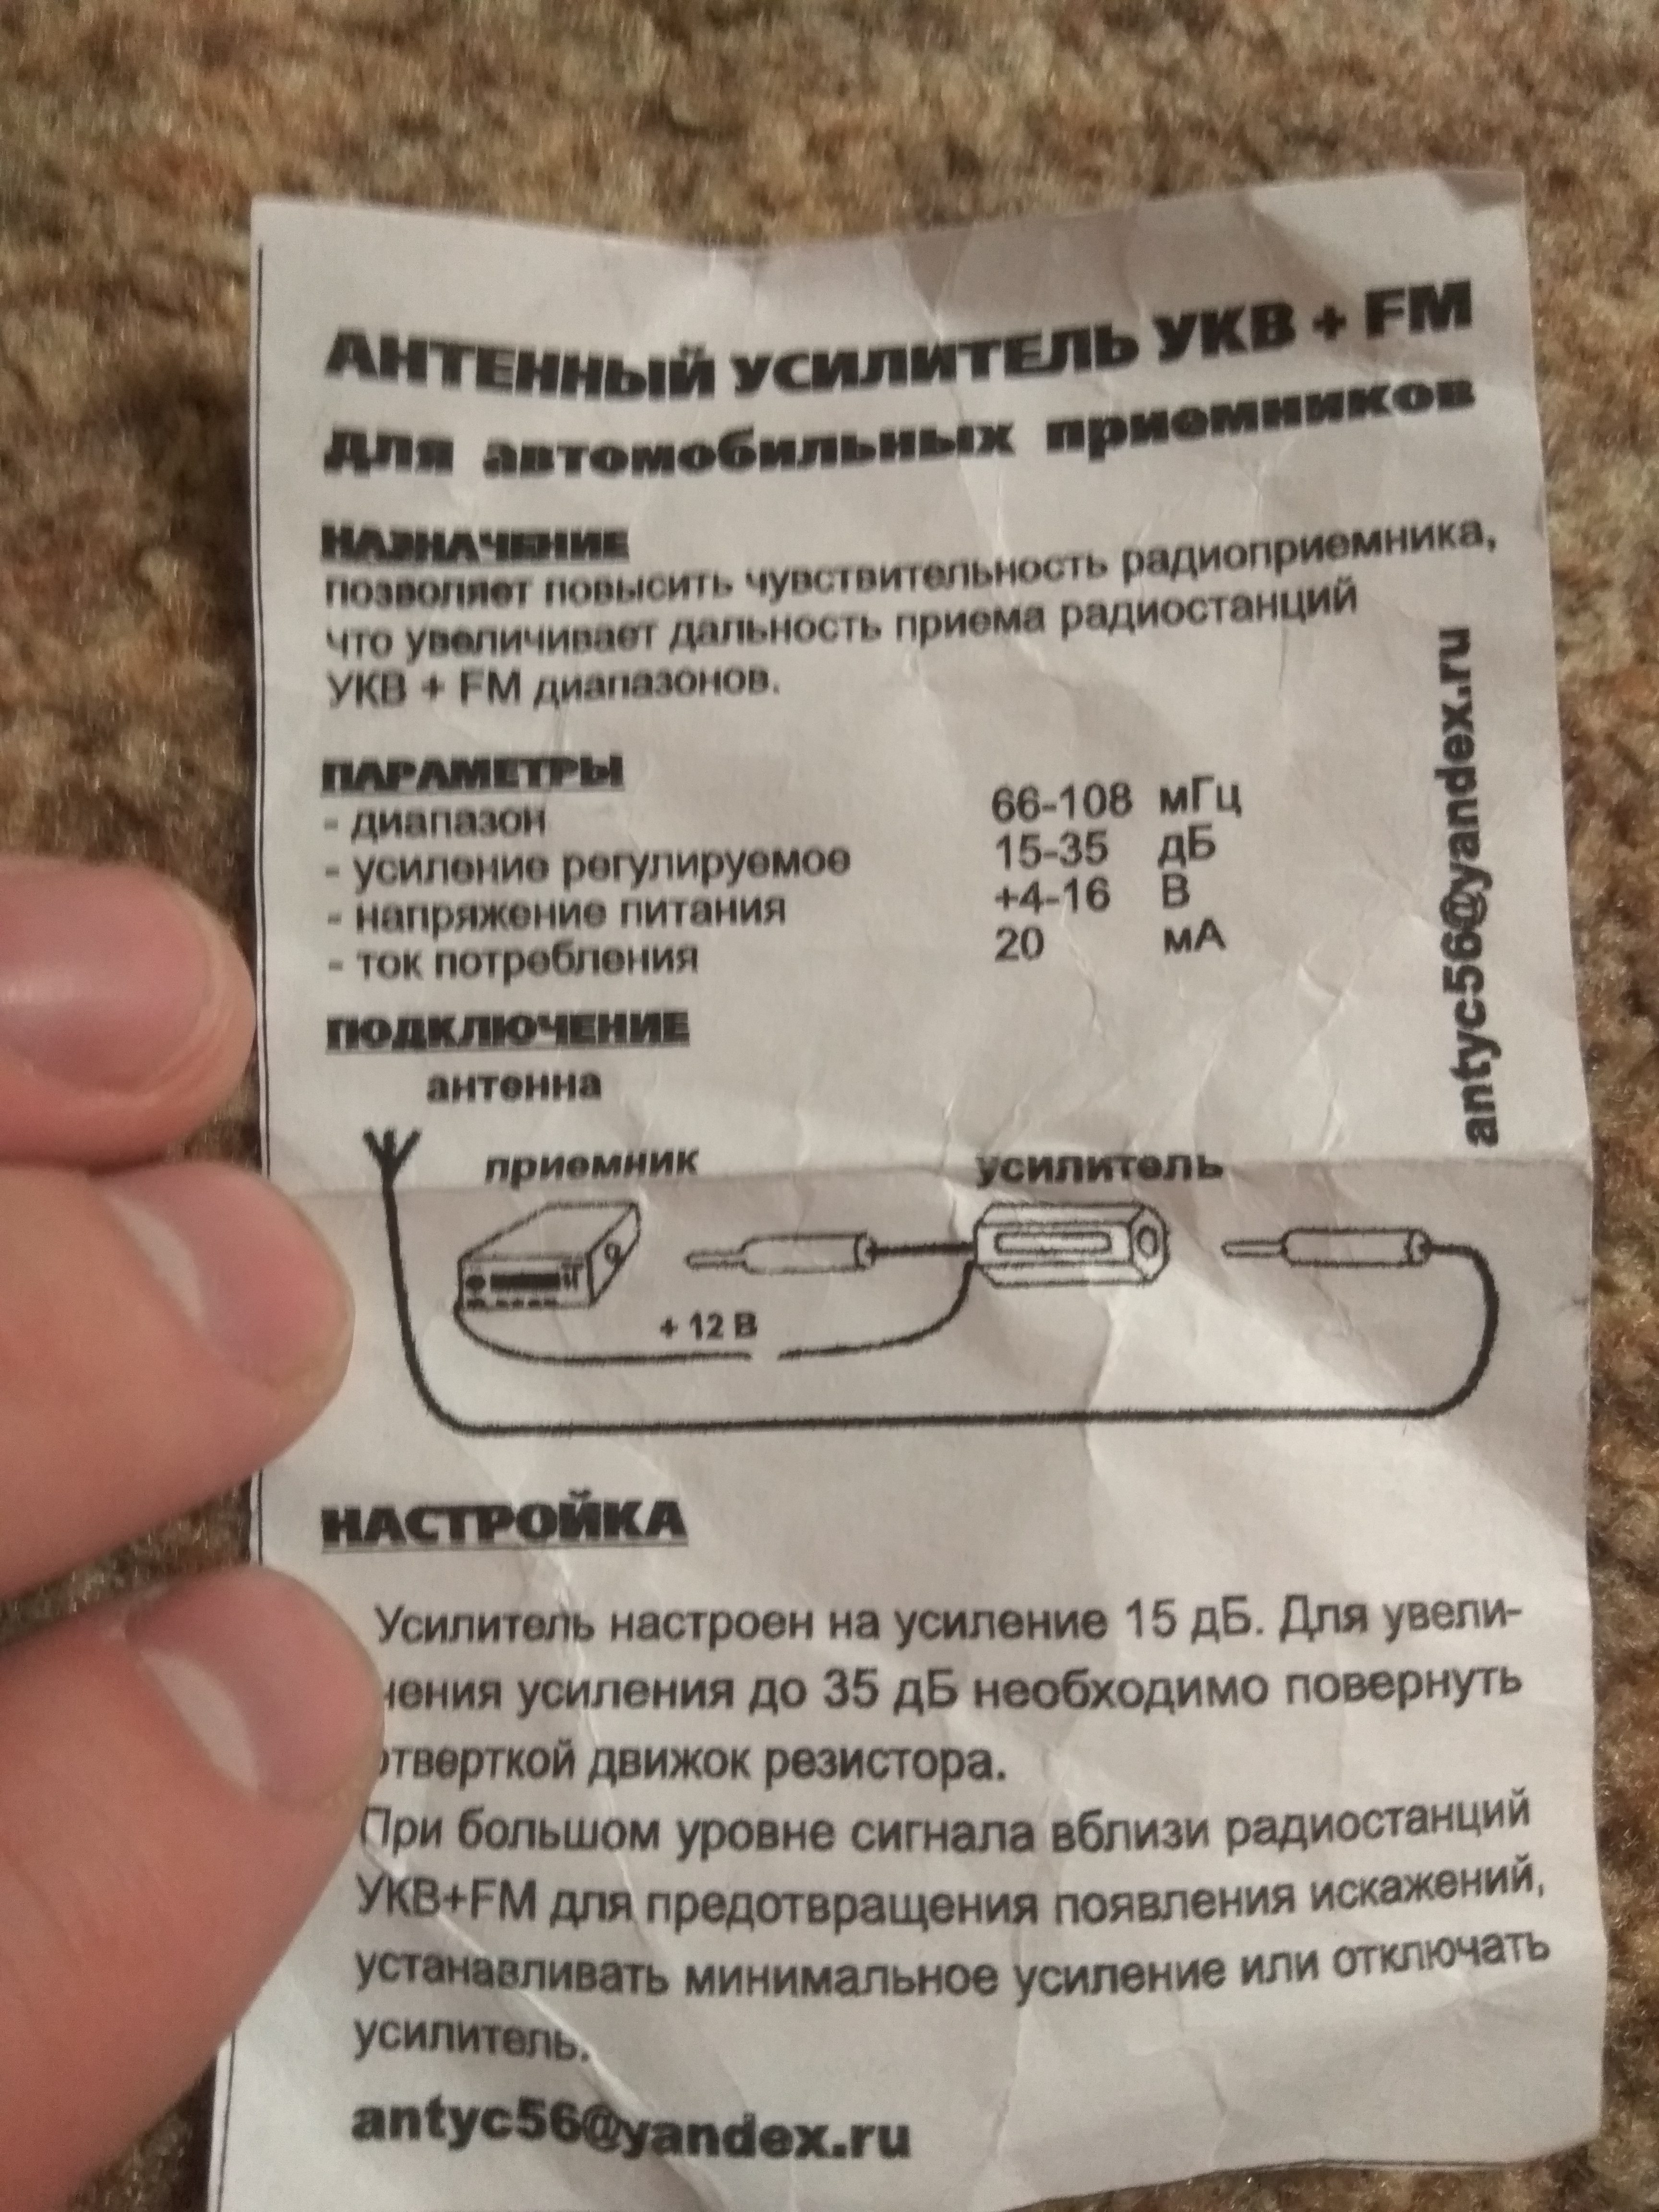 АНТЕННЫЙ УСИЛИТЕЛЬ УКВ + FM
для автомобильных приемников
НАЗНАЧЕНИЕ
позволяет повысить чувствительность радиоприемника,
что увеличивает дальность приема радиостанций
УКВ + FM диапазонов.
ПАРАМЕТРЫ
- диапазон 66-108 мГц
- усиление регулируемое 15-35 дБ
- напряжение питания +4-16 В
- ток потребления 20 мА
antyc56@yandex.ru
ПОДКЛЮЧЕНИЕ
антенна
приемник усилитель
+ 12 В
НАСТРОЙКА
Усилитель настроен на усиление 15 дБ. Для увели-
чения усиления до 35 дБ необходимо повернуть
отверткой движок резистора.
При большом уровне сигнала вблизи радиостанций
УКВ+FM для предотвращения появления искажений,
устанавливать минимальное усиление или отключать
усилитель.
antyc56@yandex.ru